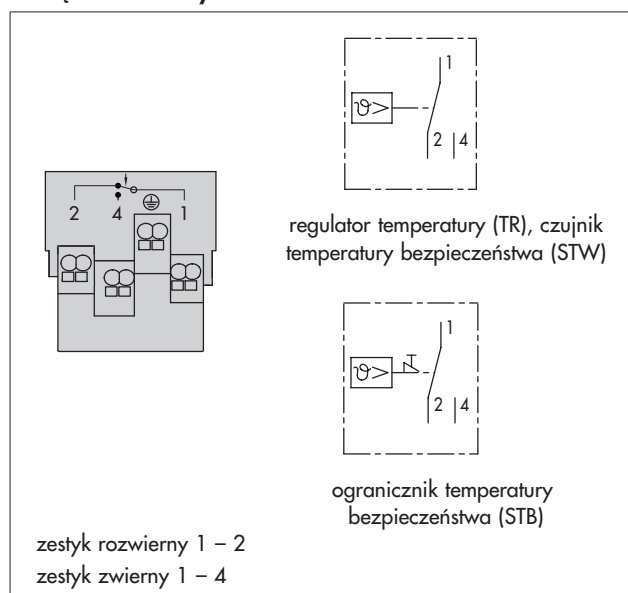 1
ϑ>
2 4
2 4 1
regulator temperatury (TR), czujnik
temperatury bezpieczeństwa (STW)
1
ϑ>
2 4
ogranicznik temperatury
bezpieczeństwa (STB)
zestyk rozwierny 1 – 2
zestyk zwierny 1 – 4